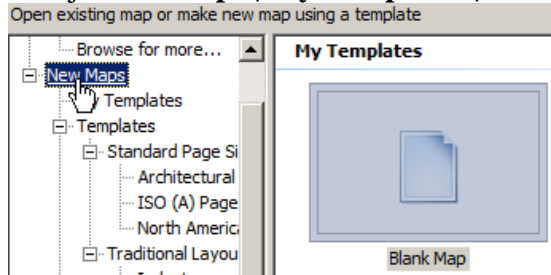 Open existing map or make new map using a template
Browse for more...
My Templates
New Maps
Templates
Templates
Standard Page Si
Architectural
ISO (A) Page
North Americ
Traditional Layou
Blank Map